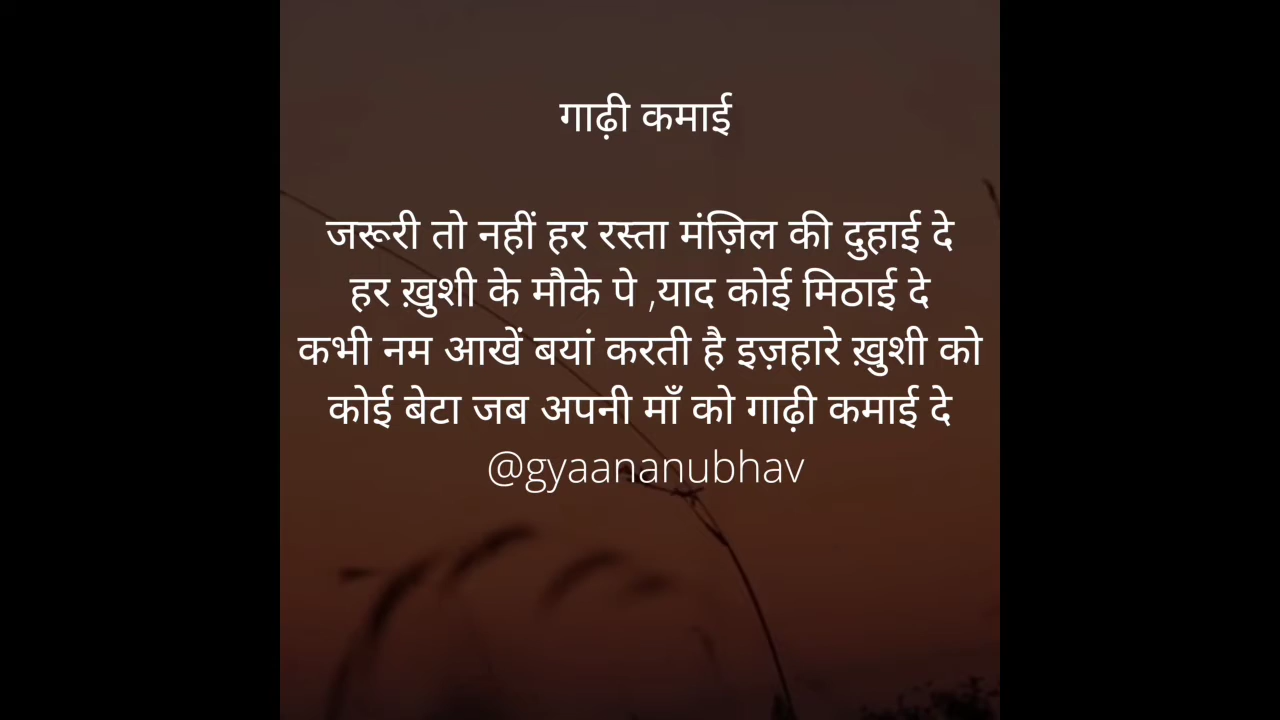 गाढ़ी कमाई
जरूरी तो नहीं हर रस्ता मंज़िल की दुहाई दे
हर ख़ुशी के मौके पे ,याद कोई मिठाई दे
कभी नम आखें बयां करती है इज़हारे ख़ुशी को
कोई बेटा जब अपनी माँ को गाढ़ी कमाई दे
@gyaananubhav